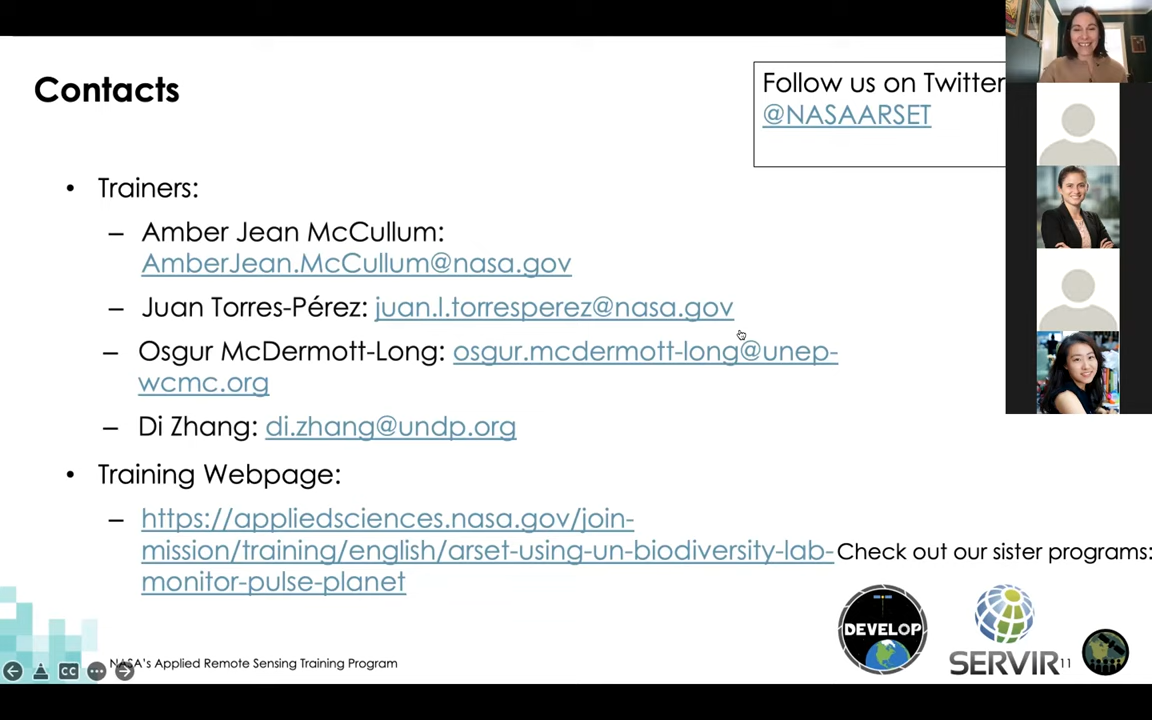 Contacts
Follow us on Twitter
@NASAARSET
• Trainers:
– Amber Jean McCullum:
AmberJean.McCullum@nasa.gov
– Juan Torres-Pérez: juan.l.torresperez@nasa.gov
– Osgur McDermott-Long: osgur.mcdermott-long@unep-
wcmc.org
– Di Zhang: di.zhang@undp.org
• Training Webpage:
– https://appliedsciences.nasa.gov/join-
mission/training/english/arset-using-un-biodiversity-lab-
monitor-pulse-planet
Check out our sister programs:
DEVELOP
SERVIR
CC
NASA's Applied Remote Sensing Training Program
11